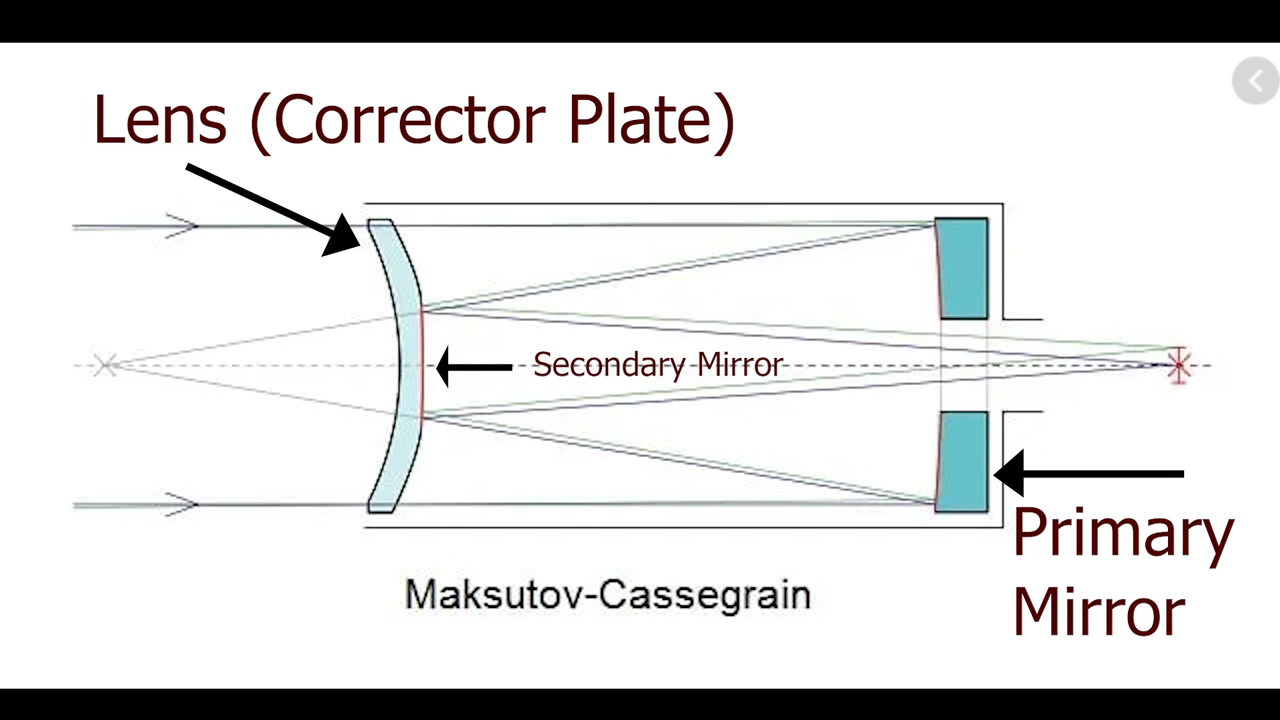 Lens (Corrector Plate)
Secondary Mirror
Primary
Mirror
Maksutov-Cassegrain